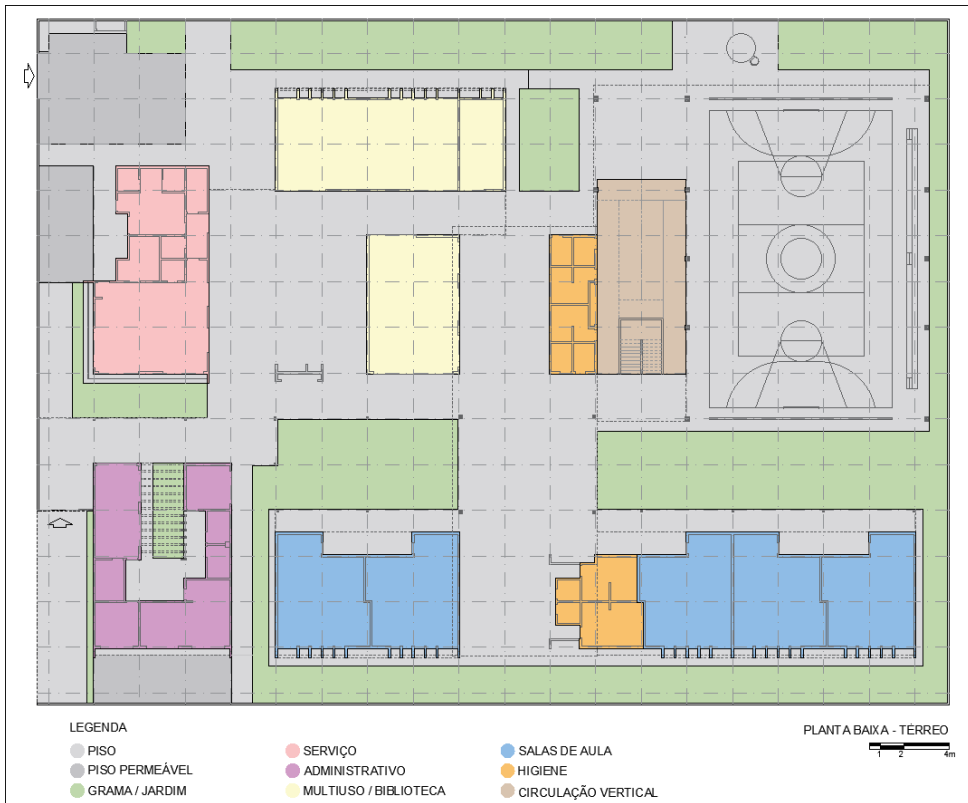 LEGENDA
PISO
PISO PERMEÁVEL
GRAMA / JARDIM
SERVIÇO
ADMINISTRATIVO
MULTIUSO / BIBLIOTECA
SALAS DE AULA
HIGIENE
CIRCULAÇÃO VERTICAL
PLANTA BAIXA - TÉRREO
1 2 4m